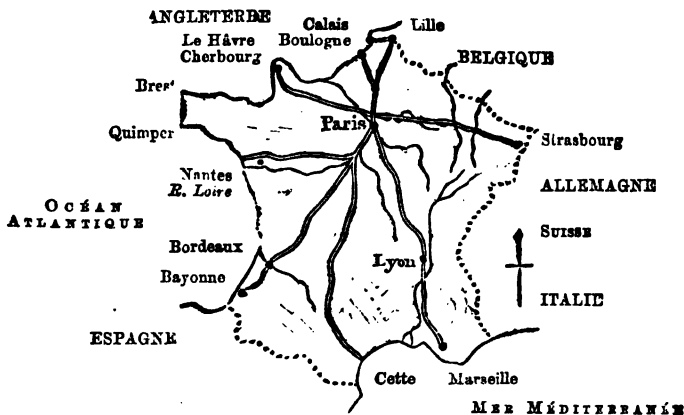 ANGLETERRE
Calais
Lille
Le Hâvre
Boulogne
Cherbourg
BELGIQUE
Brest
Paris
Quimper
Strasbourg
Nantes
R. Loire
ALLEMAGNE
OCÉAN
ATLANTIQUE
SUISSE
Bordeaux
Lyon
Bayonne
ITALIE
ESPAGNE
Cette
Marseille
MER MÉDITERRANÉE